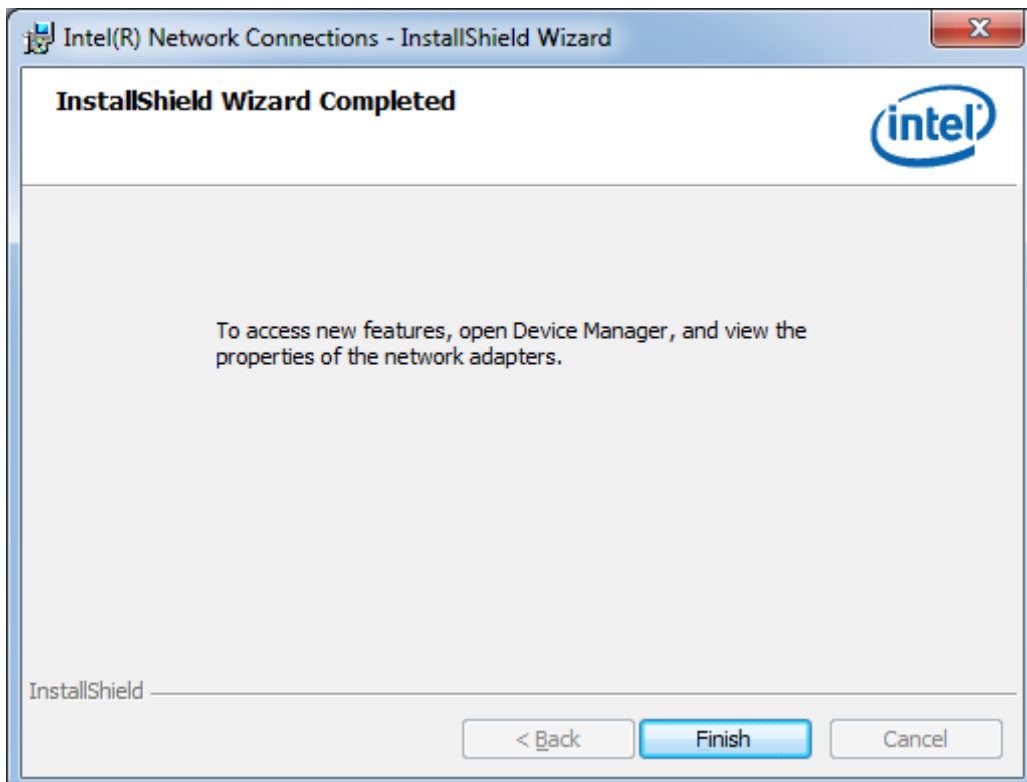 Intel(R) Network Connections - InstallShield Wizard
InstallShield Wizard Completed
intel
To access new features, open Device Manager, and view the
properties of the network adapters.
InstallShield
< Back
Finish
Cancel